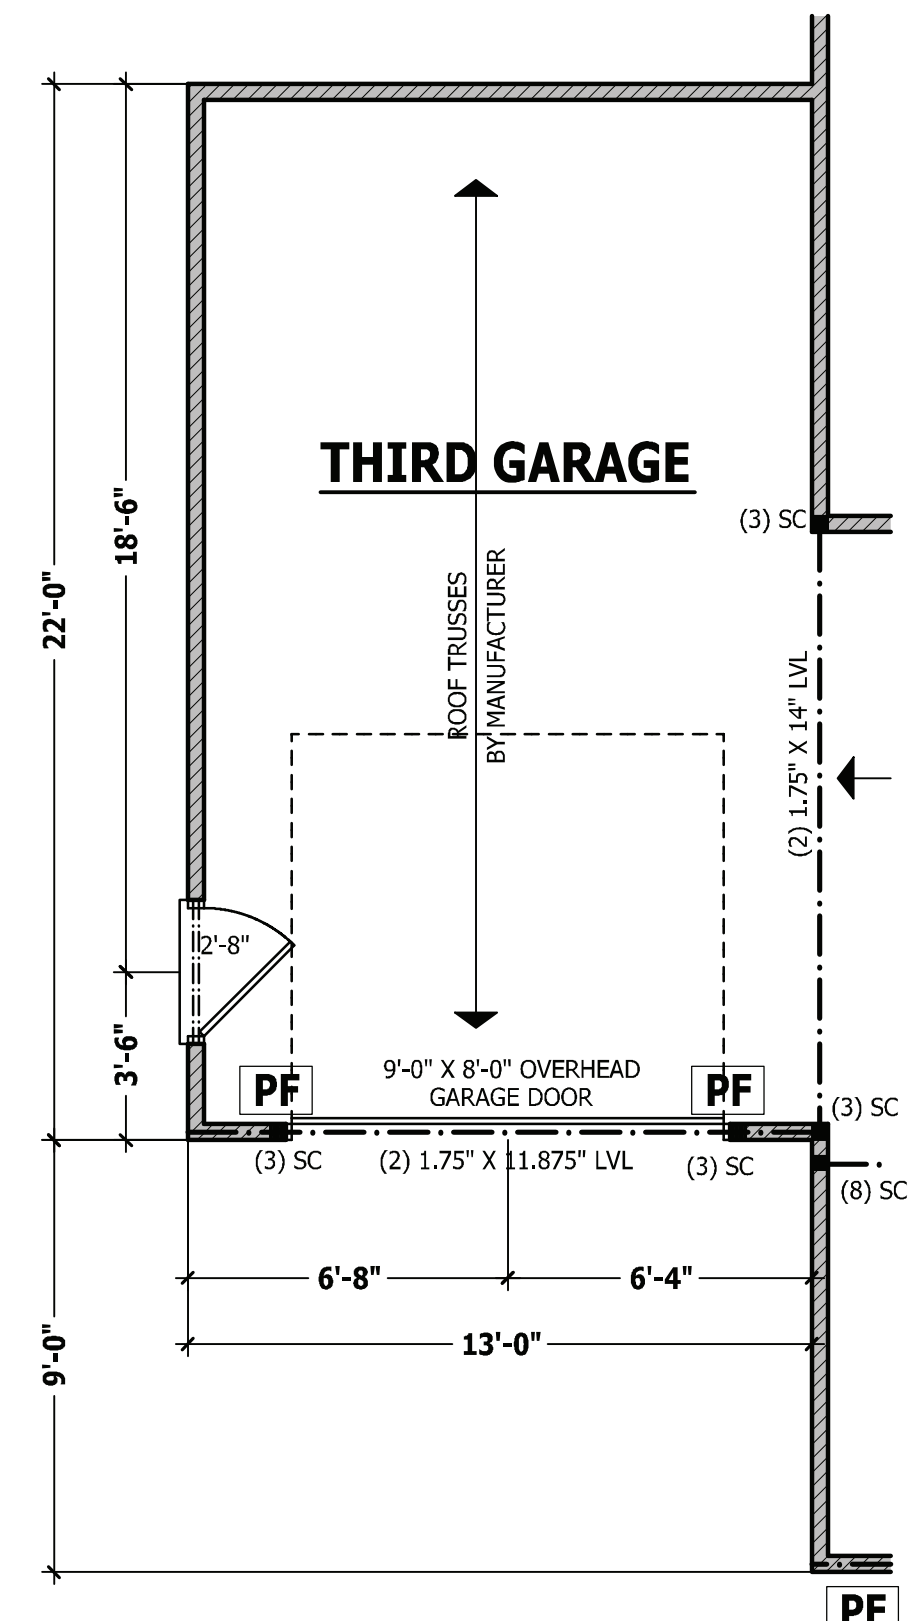 THIRD GARAGE
(3) SC
18'-6"
22'-0"
ROOF TRUSSES
BY MANUFACTURER
(2) 1.75" X 14" LVL
2'-8"
3'-6"
9'-0" X 8'-0" OVERHEAD
GARAGE DOOR
PF
PF
(3) SC
(3) SC
(2) 1.75" X 11.875" LVL
(3) SC
(8) SC
6'-8"
6'-4"
13'-0"
9'-0"
PF